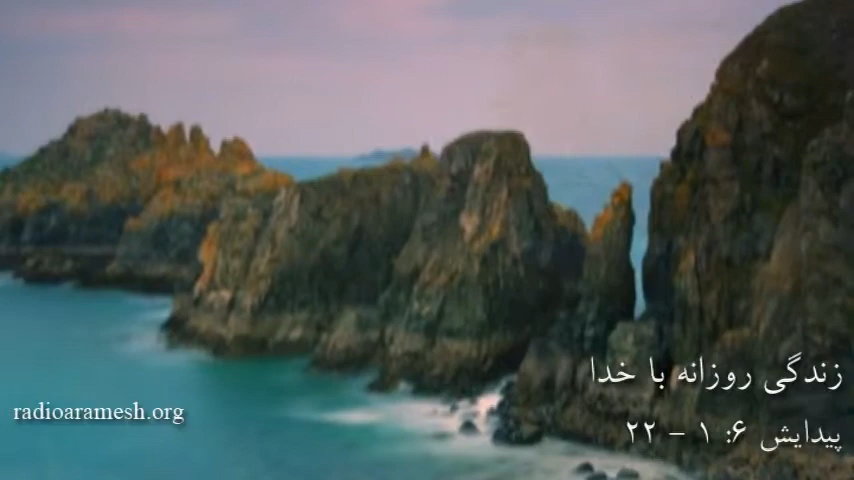 زندگی روزانه با خدا
پیدایش ۶: ۱ - ۲۲
radioaramesh.org